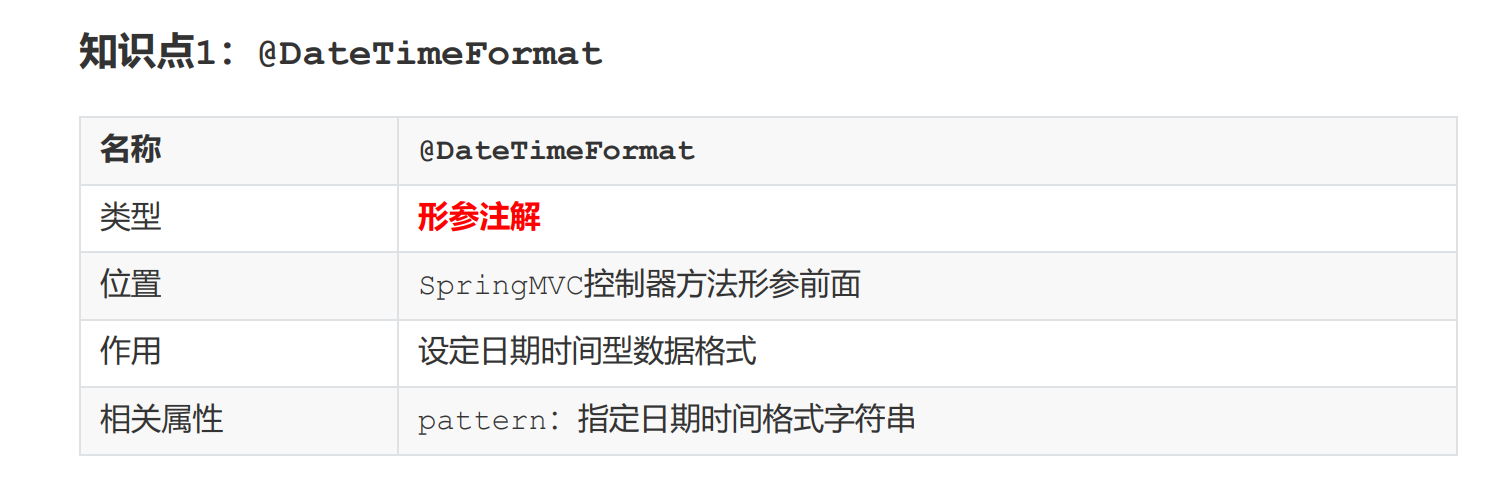 知识点1：@DateTimeFormat
名称 @DateTimeFormat
类型 形参注解
位置 SpringMVC控制器方法形参前面
作用 设定日期时间型数据格式
相关属性 pattern：指定日期时间格式字符串